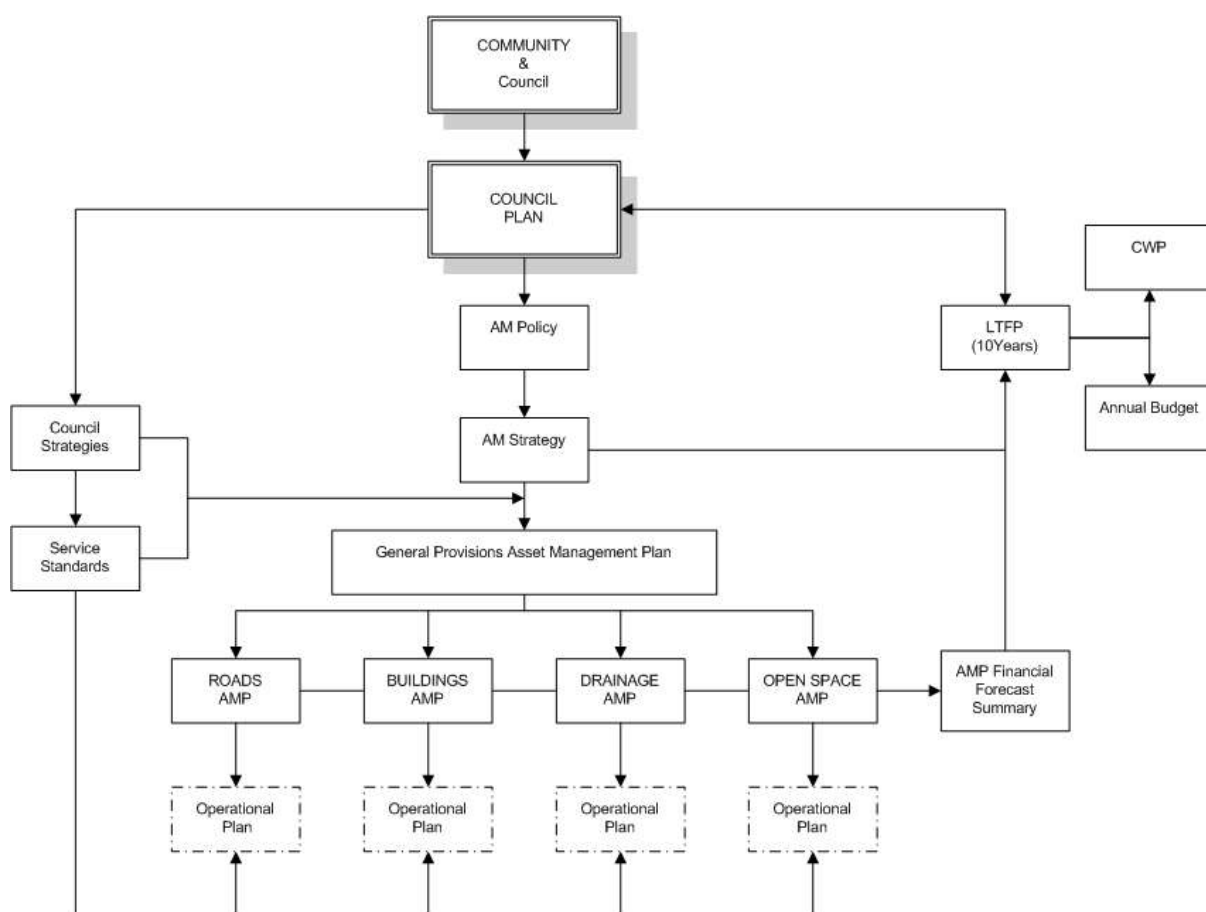 COMMUNITY
&
Council
COUNCIL
PLAN
CWP
AM Policy
LTFP
(10Years)
Annual Budget
Council
Strategies
AM Strategy
Service
Standards
General Provisions Asset Management Plan
ROADS
AMP
BUILDINGS
AMP
DRAINAGE
AMP
OPEN SPACE
AMP
AMP Financial
Forecast
Summary
Operational
Plan
Operational
Plan
Operational
Plan
Operational
Plan